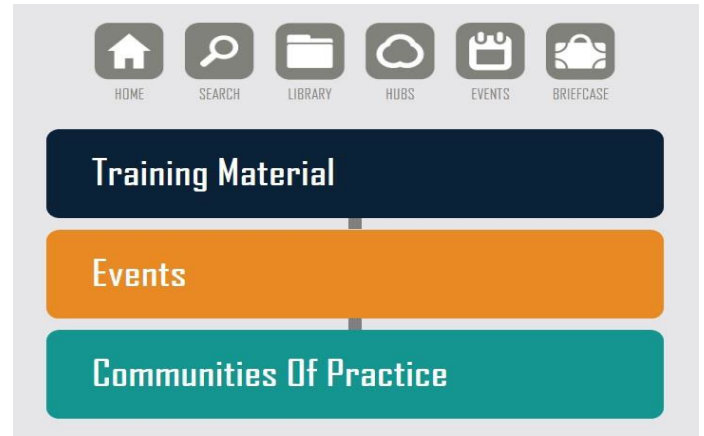 HOME SEARCH LIBRARY HUBS EVENTS BRIEFCASE
Training Material
Events
Communities Of Practice